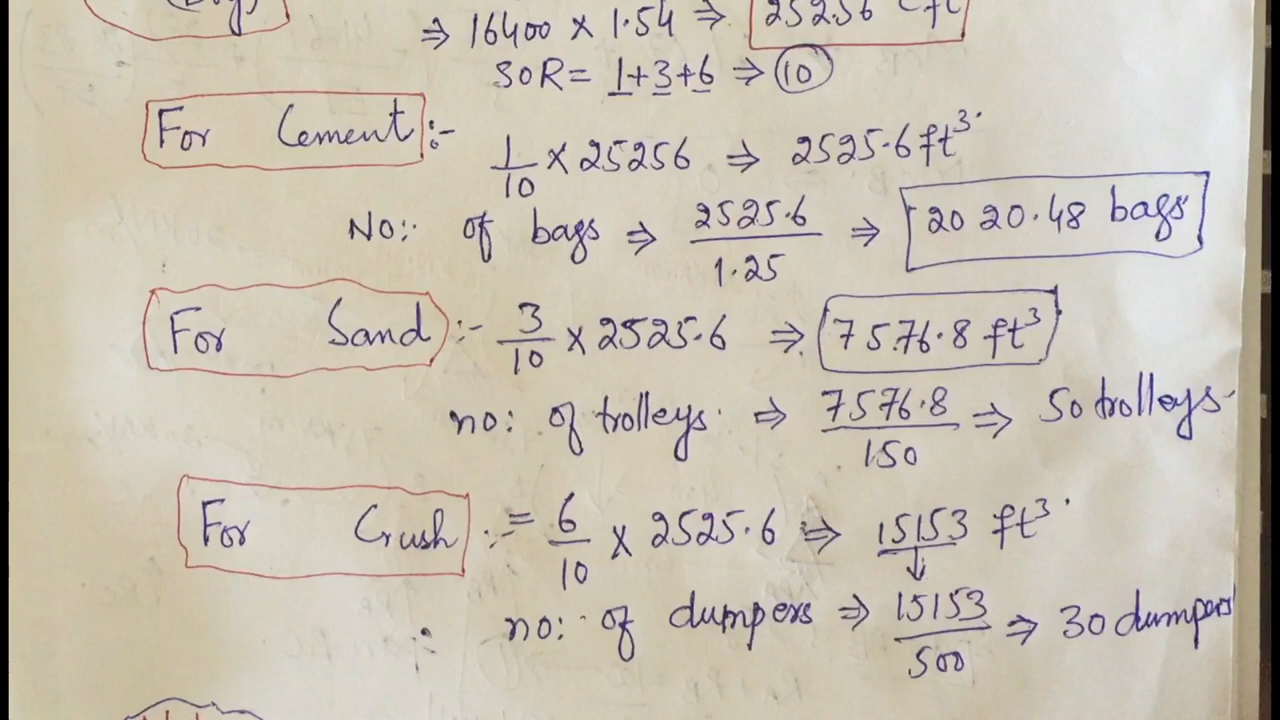 Bags
⇒ 16400 × 1.54 ⇒ 25256 Cft
SOR = 1+3+6 ⇒ 10
For Cement :-
1/10 × 25256 ⇒ 2525.6 ft³
No: of bags ⇒ 2525.6/1.25 ⇒ 2020.48 bags
For Sand :- 3/10 × 2525.6 ⇒ 7576.8 ft³
no: of trolleys ⇒ 7576.8/150 ⇒ 50 trolleys
For Crush := 6/10 × 2525.6 ⇒ 15153 ft³
↓
no: of dumpers ⇒ 15153/500 ⇒ 30 dumpers